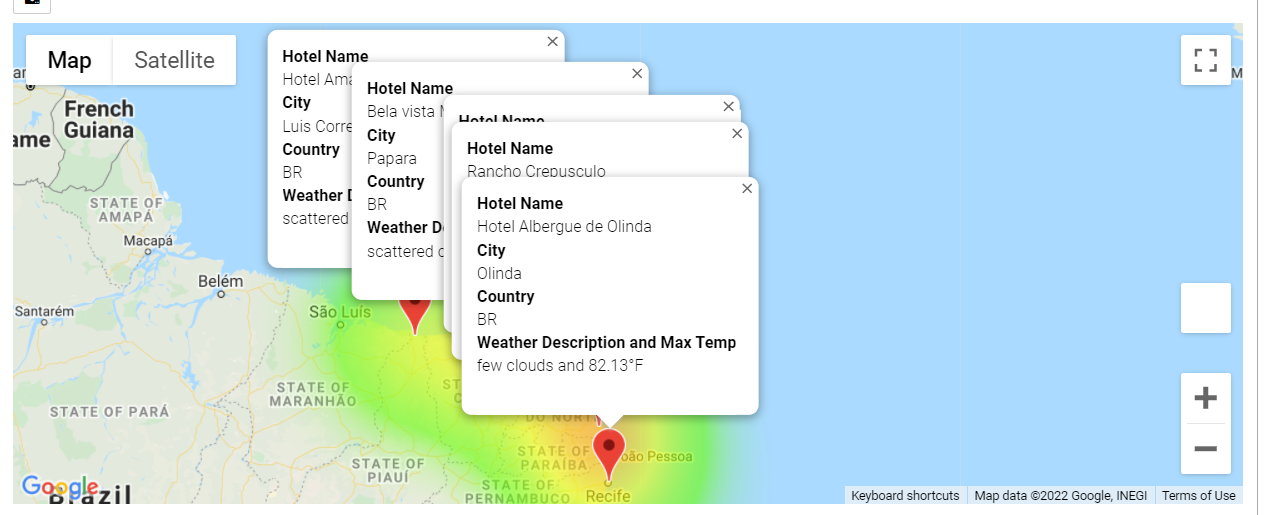 Map
Satellite
French
Guiana
ame
STATE OF
AMAPÁ
Macapá
Belém
Santarém
São Luís
STATE OF
MARANHÃO
STATE OF PARÁ
STATE OF
PIAUÍ
STATE OF
PARAÍBA
STATE OF
PERNAMBUCO
DO NORT
oão Pessoa
Recife
Brazil
Google
Hotel Name
Hotel Ama
City
Luis Corre
Country
BR
Weather D
scattered
Hotel Name
Bela vista M
City
Papara
Country
BR
Weather De
scattered c
Hotel Name
Hotel Name
Rancho Crepusculo
Hotel Name
Hotel Albergue de Olinda
City
Olinda
Country
BR
Weather Description and Max Temp
few clouds and 82.13°F
M
Keyboard shortcuts
Map data ©2022 Google, INEGI
Terms of Use